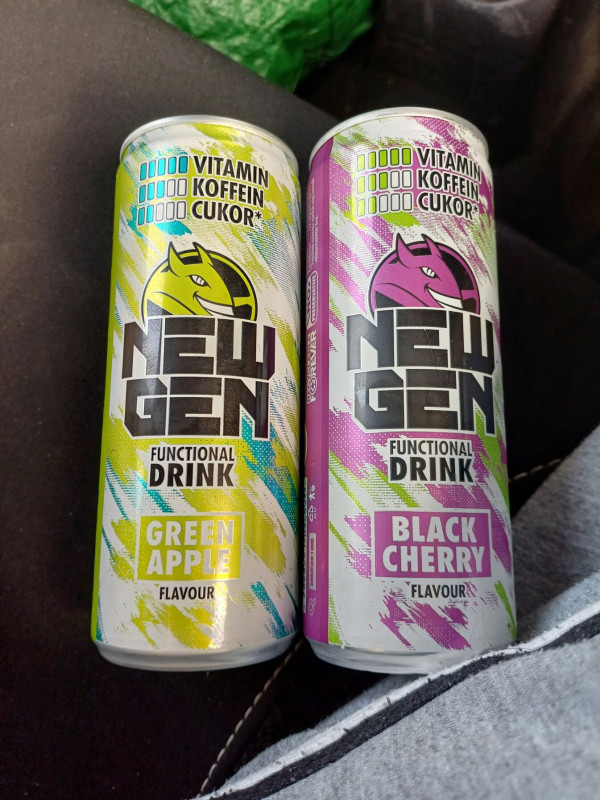 VITAMIN
KOFFEIN
CUKOR*
NEW
GEN
FUNCTIONAL
DRINK
GREEN
APPLE
FLAVOUR
VITAMIN
KOFFEIN
CUKOR*
NEW
GEN
FUNCTIONAL
DRINK
BLACK
CHERRY
FLAVOUR
FOREVER